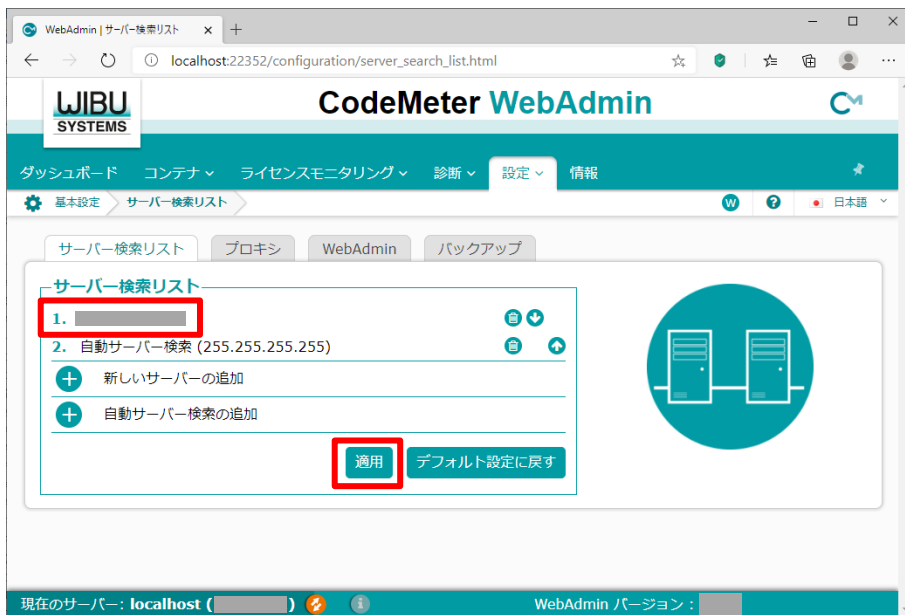 WebAdmin | サーバー検索リスト
localhost:22352/configuration/server_search_list.html
WIBU
SYSTEMS
CodeMeter WebAdmin
CM
ダッシュボード コンテナ ライセンスモニタリング 診断 設定 情報
基本設定 サーバー検索リスト W ? 日本語
サーバー検索リスト プロキシ WebAdmin バックアップ
サーバー検索リスト
1.
2. 自動サーバー検索 (255.255.255.255)
新しいサーバーの追加
自動サーバー検索の追加
適用 デフォルト設定に戻す
現在のサーバー: localhost ( ) WebAdmin バージョン :